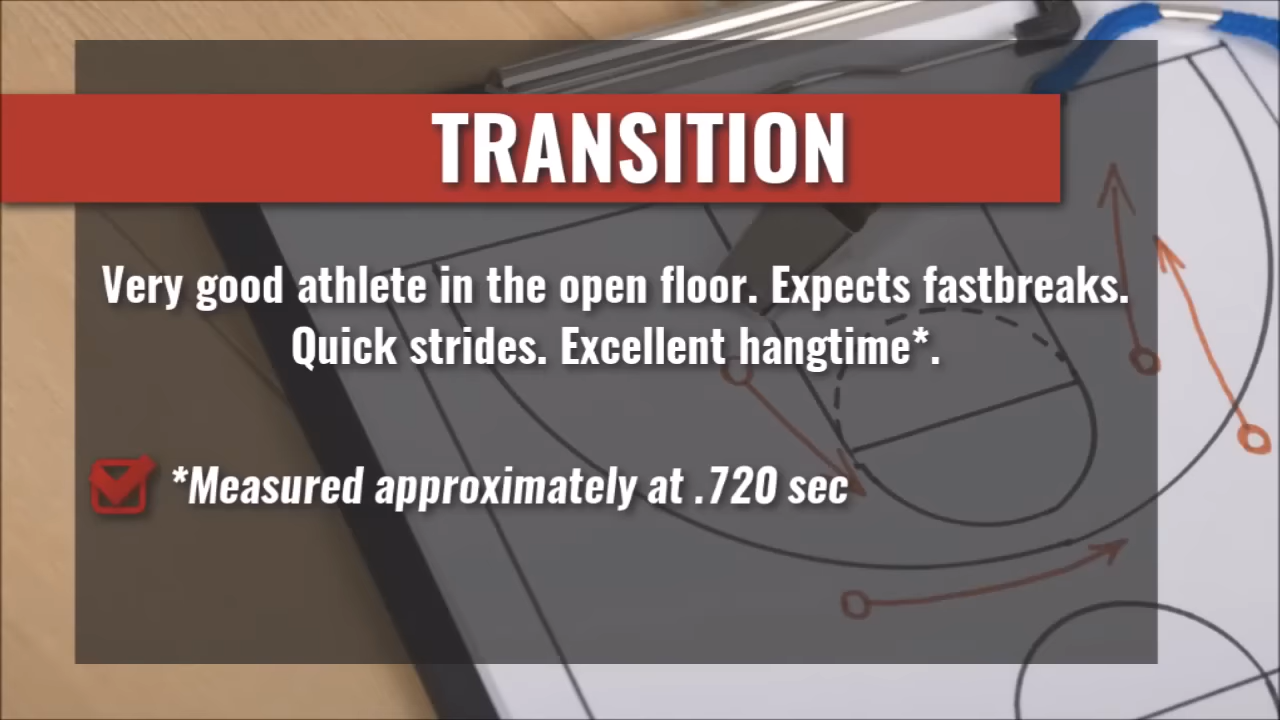 TRANSITION
Very good athlete in the open floor. Expects fastbreaks.
Quick strides. Excellent hangtime*.
*Measured approximately at .720 sec